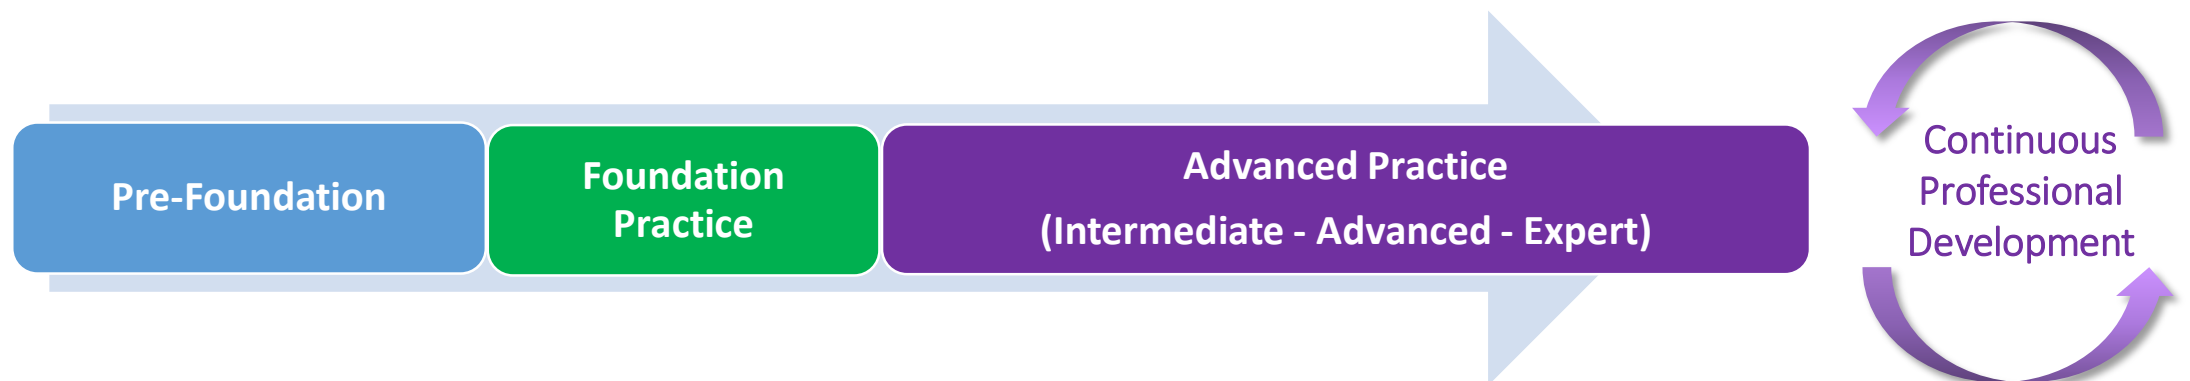 Pre-Foundation
Foundation
Practice
Advanced Practice
(Intermediate - Advanced - Expert)
Continuous
Professional
Development